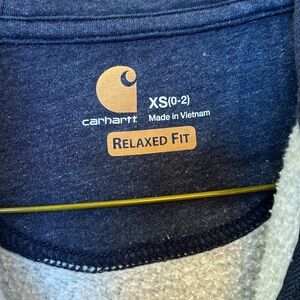 carhartt
XS(0-2)
Made in Vietnam
RELAXED FIT